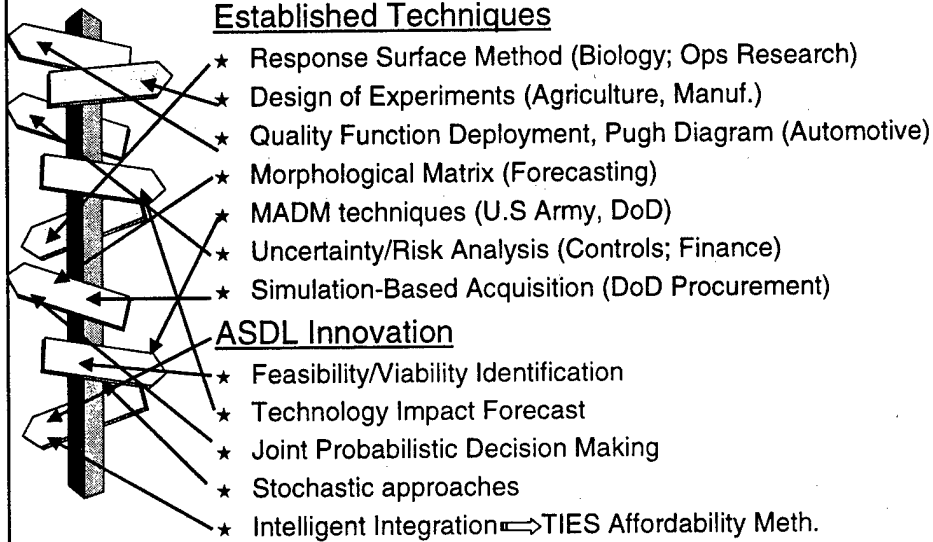 Established Techniques
★ Response Surface Method (Biology; Ops Research)
★ Design of Experiments (Agriculture, Manuf.)
★ Quality Function Deployment, Pugh Diagram (Automotive)
★ Morphological Matrix (Forecasting)
★ MADM techniques (U.S Army, DoD)
★ Uncertainty/Risk Analysis (Controls; Finance)
★ Simulation-Based Acquisition (DoD Procurement)
ASDL Innovation
★ Feasibility/Viability Identification
★ Technology Impact Forecast
★ Joint Probabilistic Decision Making
★ Stochastic approaches
★ Intelligent Integration⇨TIES Affordability Meth.